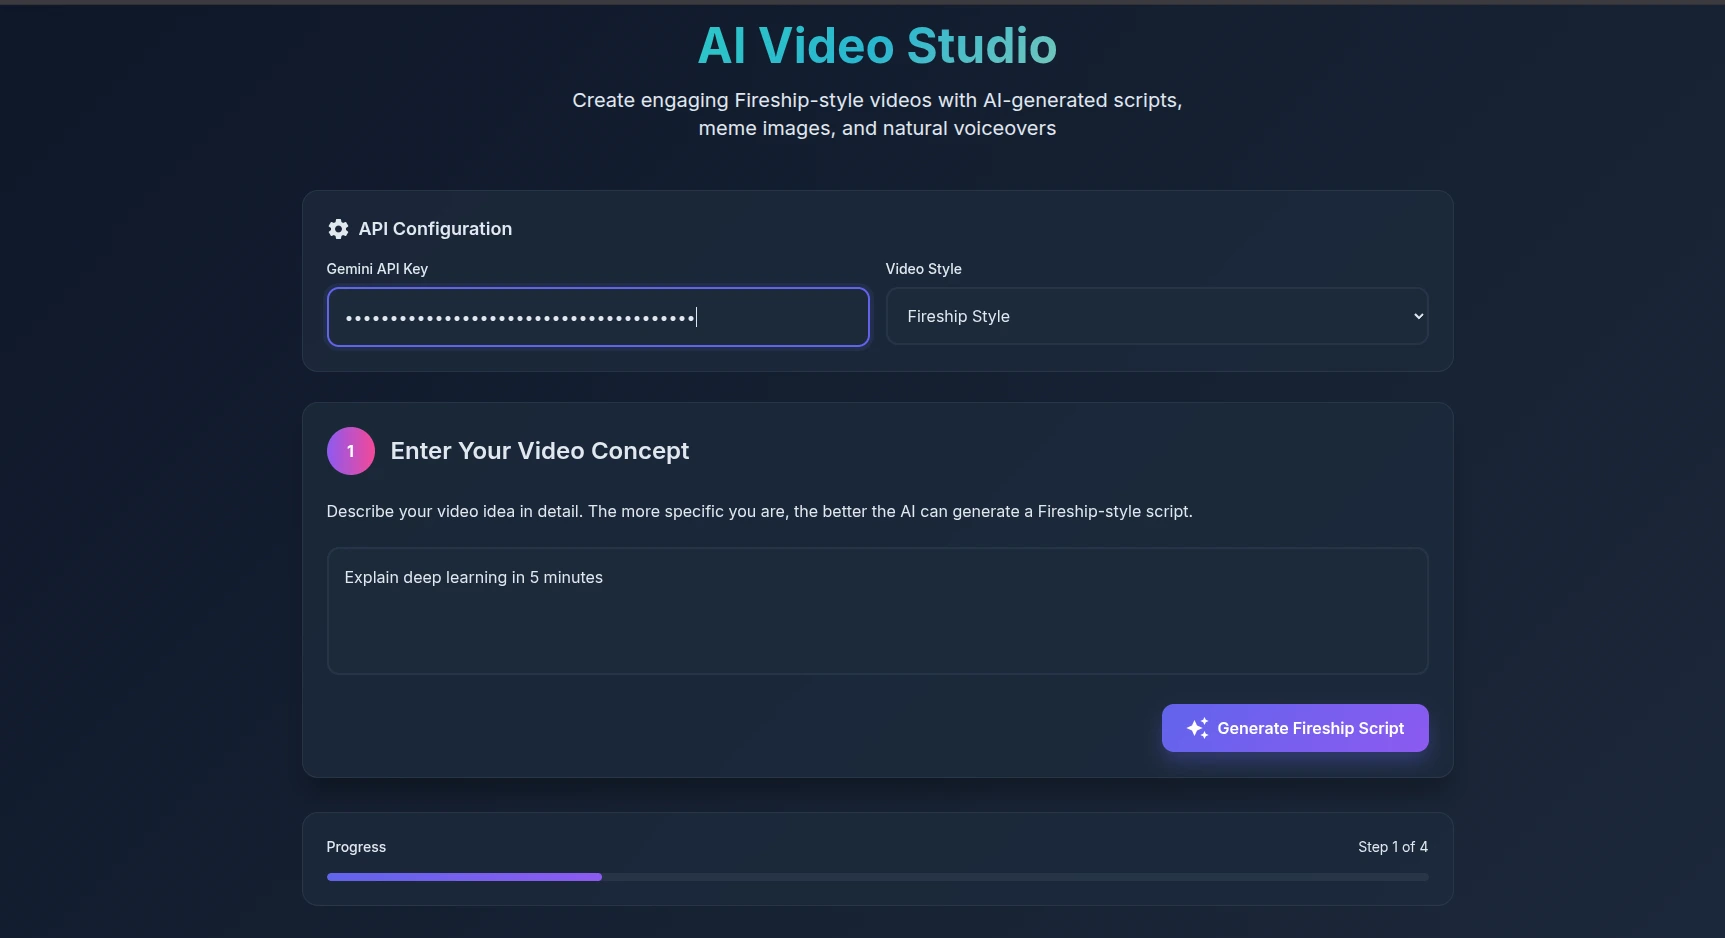 AI Video Studio
Create engaging Fireship-style videos with AI-generated scripts,
meme images, and natural voiceovers
API Configuration
Gemini API Key
Video Style
•••••••••••••••••••••••••••••••••••••••
Fireship Style
1
Enter Your Video Concept
Describe your video idea in detail. The more specific you are, the better the AI can generate a Fireship-style script.
Explain deep learning in 5 minutes
Generate Fireship Script
Progress
Step 1 of 4